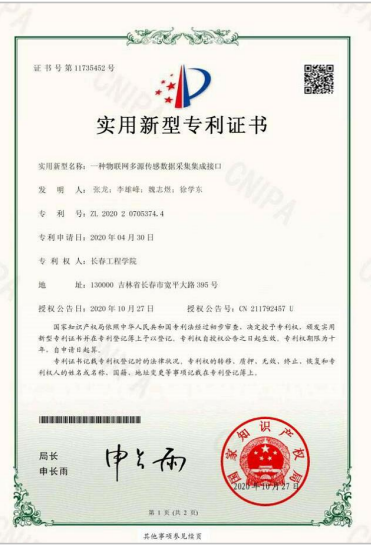 证书号第11735452号
实用新型专利证书
实用新型名称：一种物联网多源传感数据采集集成接口
发 明 人：张龙；李雄峰；魏志煜；徐学东
专 利 号：ZL 2020 2 0705374.4
专利申请日：2020年04月30日
专 利 权 人：长春工程学院
地 址：130000 吉林省长春市宽平大路395号
授权公告日：2020年10月27日 授权公告号：CN 211792457 U
国家知识产权局依照中华人民共和国专利法经过初步审查，决定授予专利权，颁发实用
新型专利证书并在专利登记簿上予以登记。专利权自授权公告之日起生效。专利权期限为十
年，自申请日起算。
专利证书记载专利权登记时的法律状况。专利权的转移、质押、无效、终止、恢复和专
利权人的姓名或名称、国籍、地址变更等事项记载在专利登记簿上。
局长
申长雨
申长雨
国家知识产权局
2020年10月27日
第 1 页 (共 2 页)
其他事项参见续页
CNIPA
CNIPA